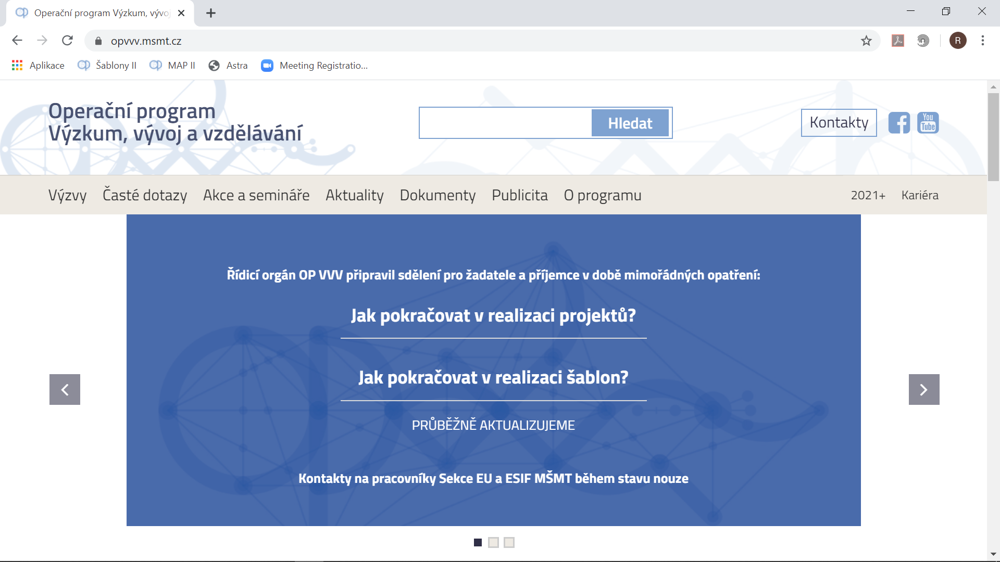 Operační program Výzkum, vývoj
opvvv.msmt.cz
R
Aplikace Šablony II MAP II Astra Meeting Registratio...
Operační program
Výzkum, vývoj a vzdělávání
Hledat
Kontakty
You
Tube
Výzvy Časté dotazy Akce a semináře Aktuality Dokumenty Publicita O programu 2021+ Kariéra
Řídicí orgán OP VVV připravil sdělení pro žadatele a příjemce v době mimořádných opatření:
Jak pokračovat v realizaci projektů?
Jak pokračovat v realizaci šablon?
PRŮBĚŽNĚ AKTUALIZUJEME
Kontakty na pracovníky Sekce EU a ESIF MŠMT během stavu nouze